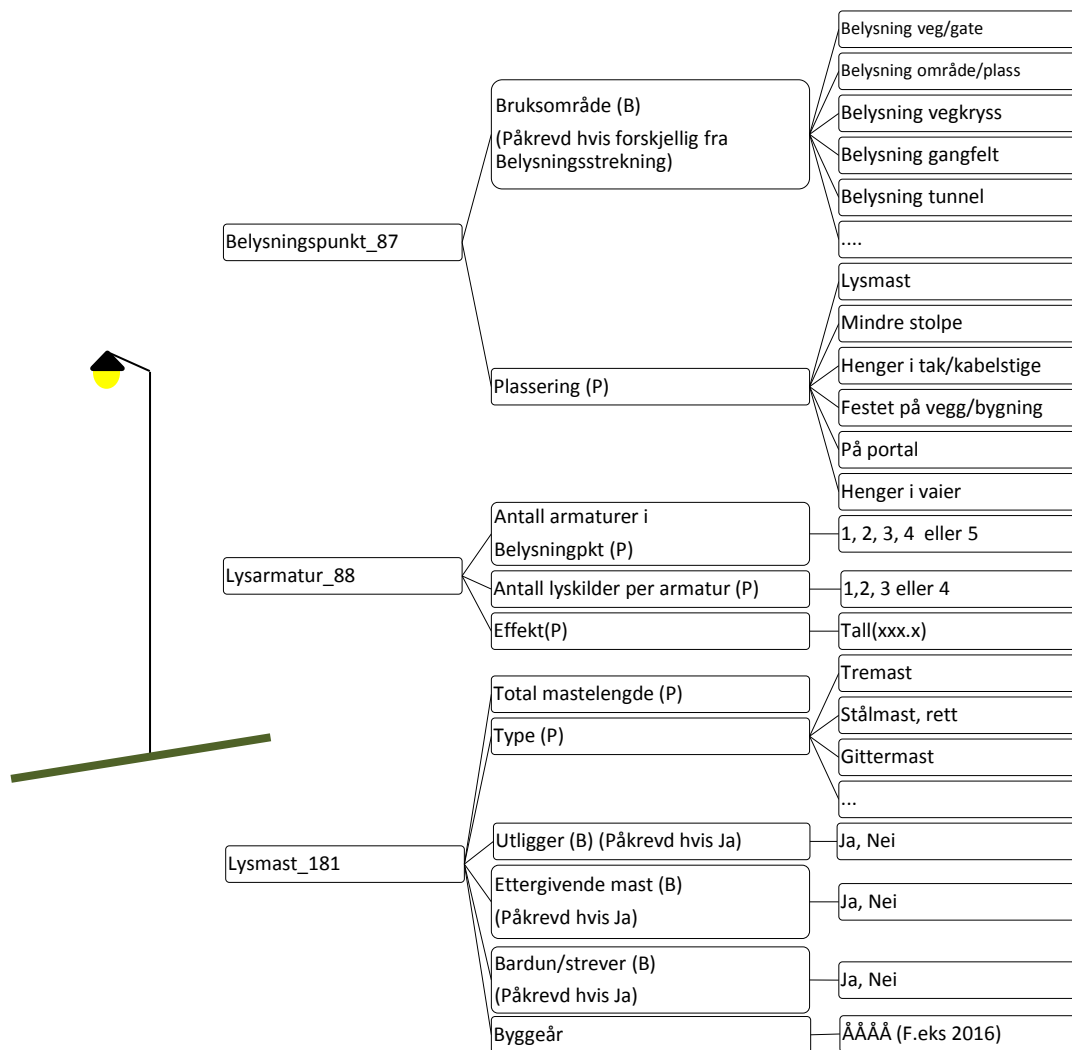 Belysningspunkt_87
Bruksområde (B)
(Påkrevd hvis forskjellig fra
Belysningsstrekning)
Belysning veg/gate
Belysning område/plass
Belysning vegkryss
Belysning gangfelt
Belysning tunnel
....
Plassering (P)
Lysmast
Mindre stolpe
Henger i tak/kabelstige
Festet på vegg/bygning
På portal
Henger i vaier
Lysarmatur_88
Antall armaturer i
Belysningpkt (P)
1, 2, 3, 4  eller 5
Antall lyskilder per armatur (P)
1,2, 3 eller 4
Effekt(P)
Tall(xxx.x)
Lysmast_181
Total mastelengde (P)
Type (P)
Tremast
Stålmast, rett
Gittermast
...
Utligger (B) (Påkrevd hvis Ja)
Ja, Nei
Ettergivende mast (B)
(Påkrevd hvis Ja)
Ja, Nei
Bardun/strever (B)
(Påkrevd hvis Ja)
Ja, Nei
Byggeår
ÅÅÅÅ (F.eks 2016)